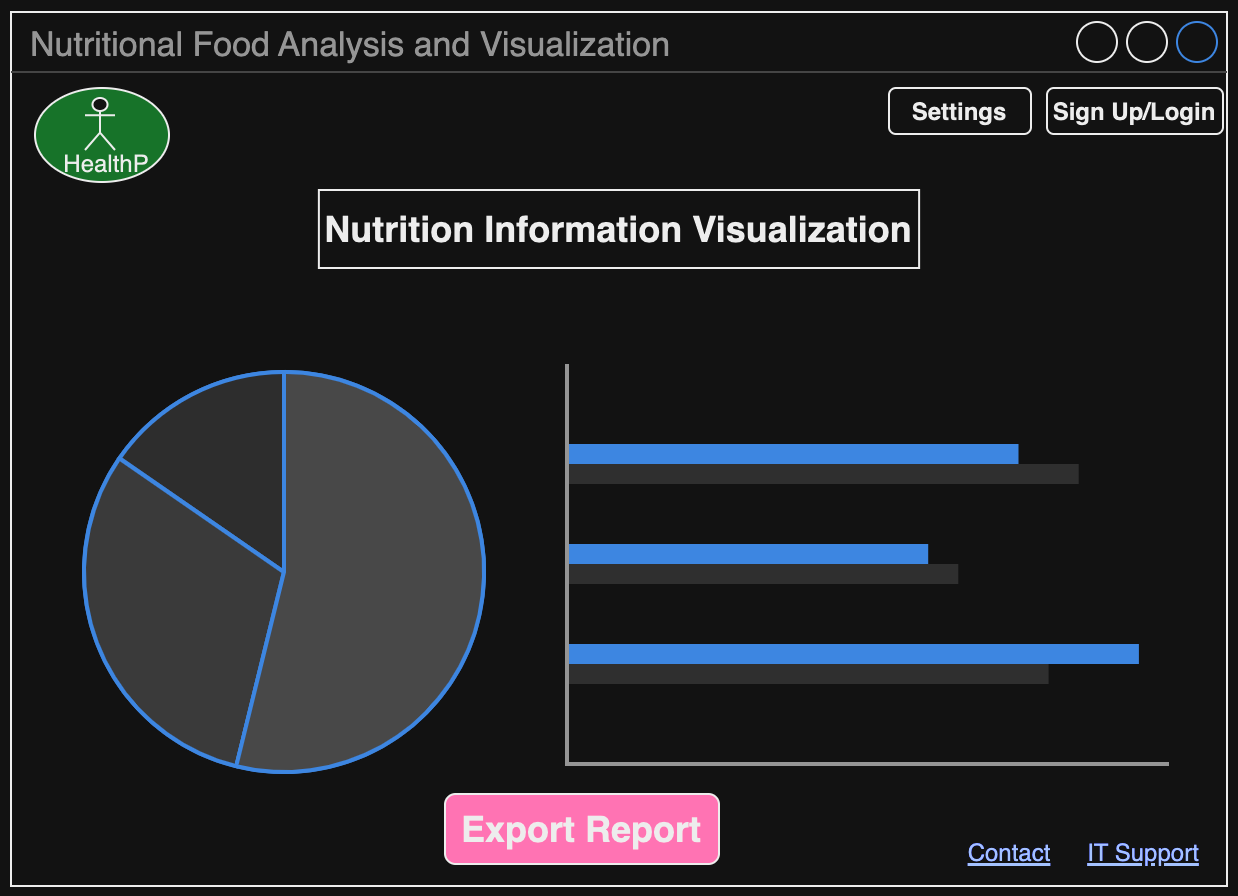 Nutritional Food Analysis and Visualization
HealthP
Settings
Sign Up/Login
Nutrition Information Visualization
Export Report
Contact
IT Support